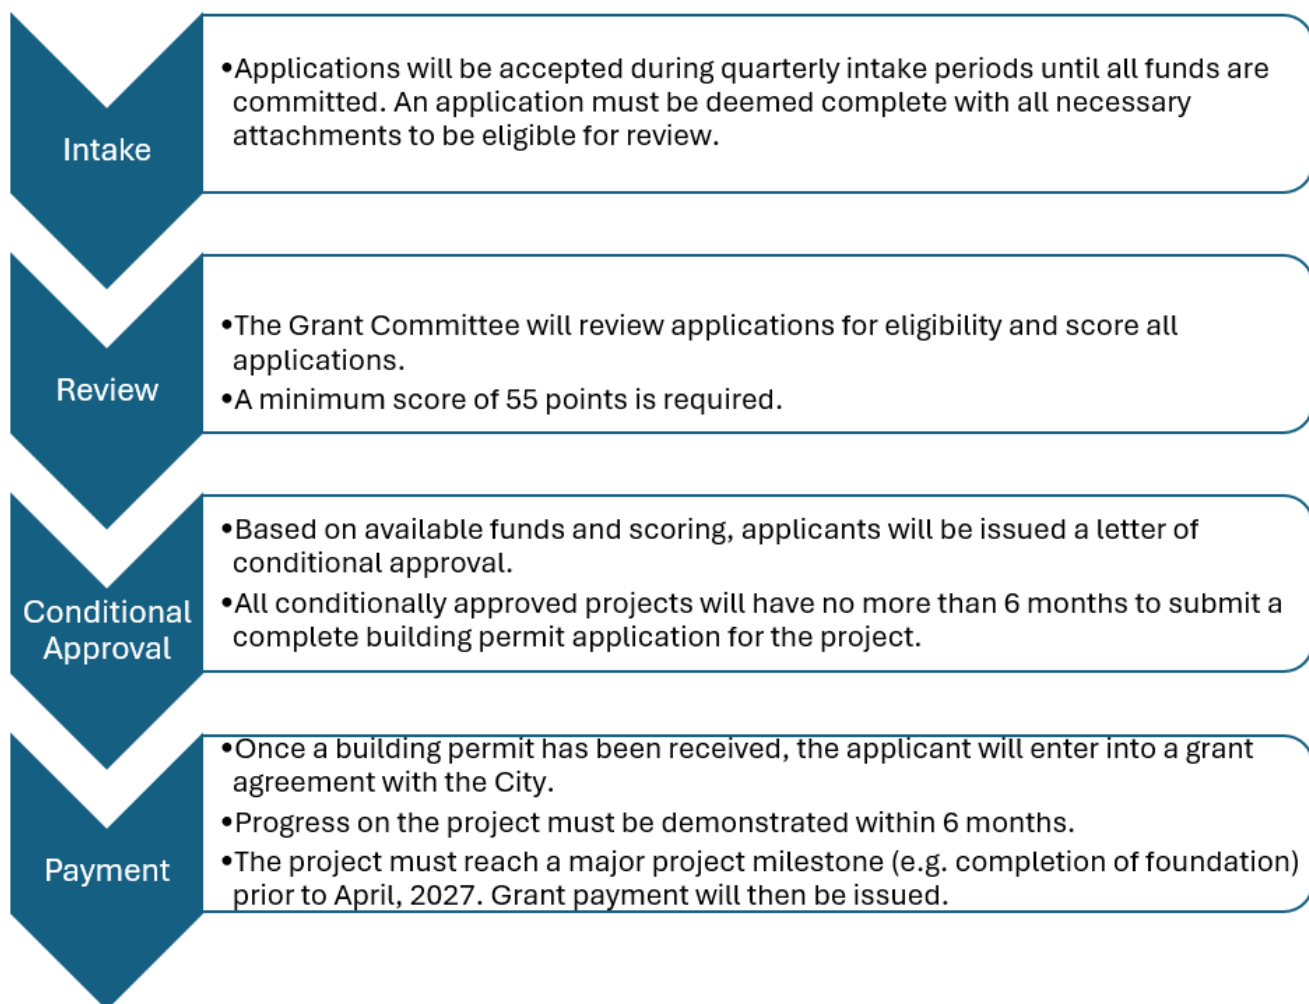 Intake
•Applications will be accepted during quarterly intake periods until all funds are
committed. An application must be deemed complete with all necessary
attachments to be eligible for review.
Review
•The Grant Committee will review applications for eligibility and score all
applications.
•A minimum score of 55 points is required.
Conditional
Approval
•Based on available funds and scoring, applicants will be issued a letter of
conditional approval.
•All conditionally approved projects will have no more than 6 months to submit a
complete building permit application for the project.
Payment
•Once a building permit has been received, the applicant will enter into a grant
agreement with the City.
•Progress on the project must be demonstrated within 6 months.
•The project must reach a major project milestone (e.g. completion of foundation)
prior to April, 2027. Grant payment will then be issued.